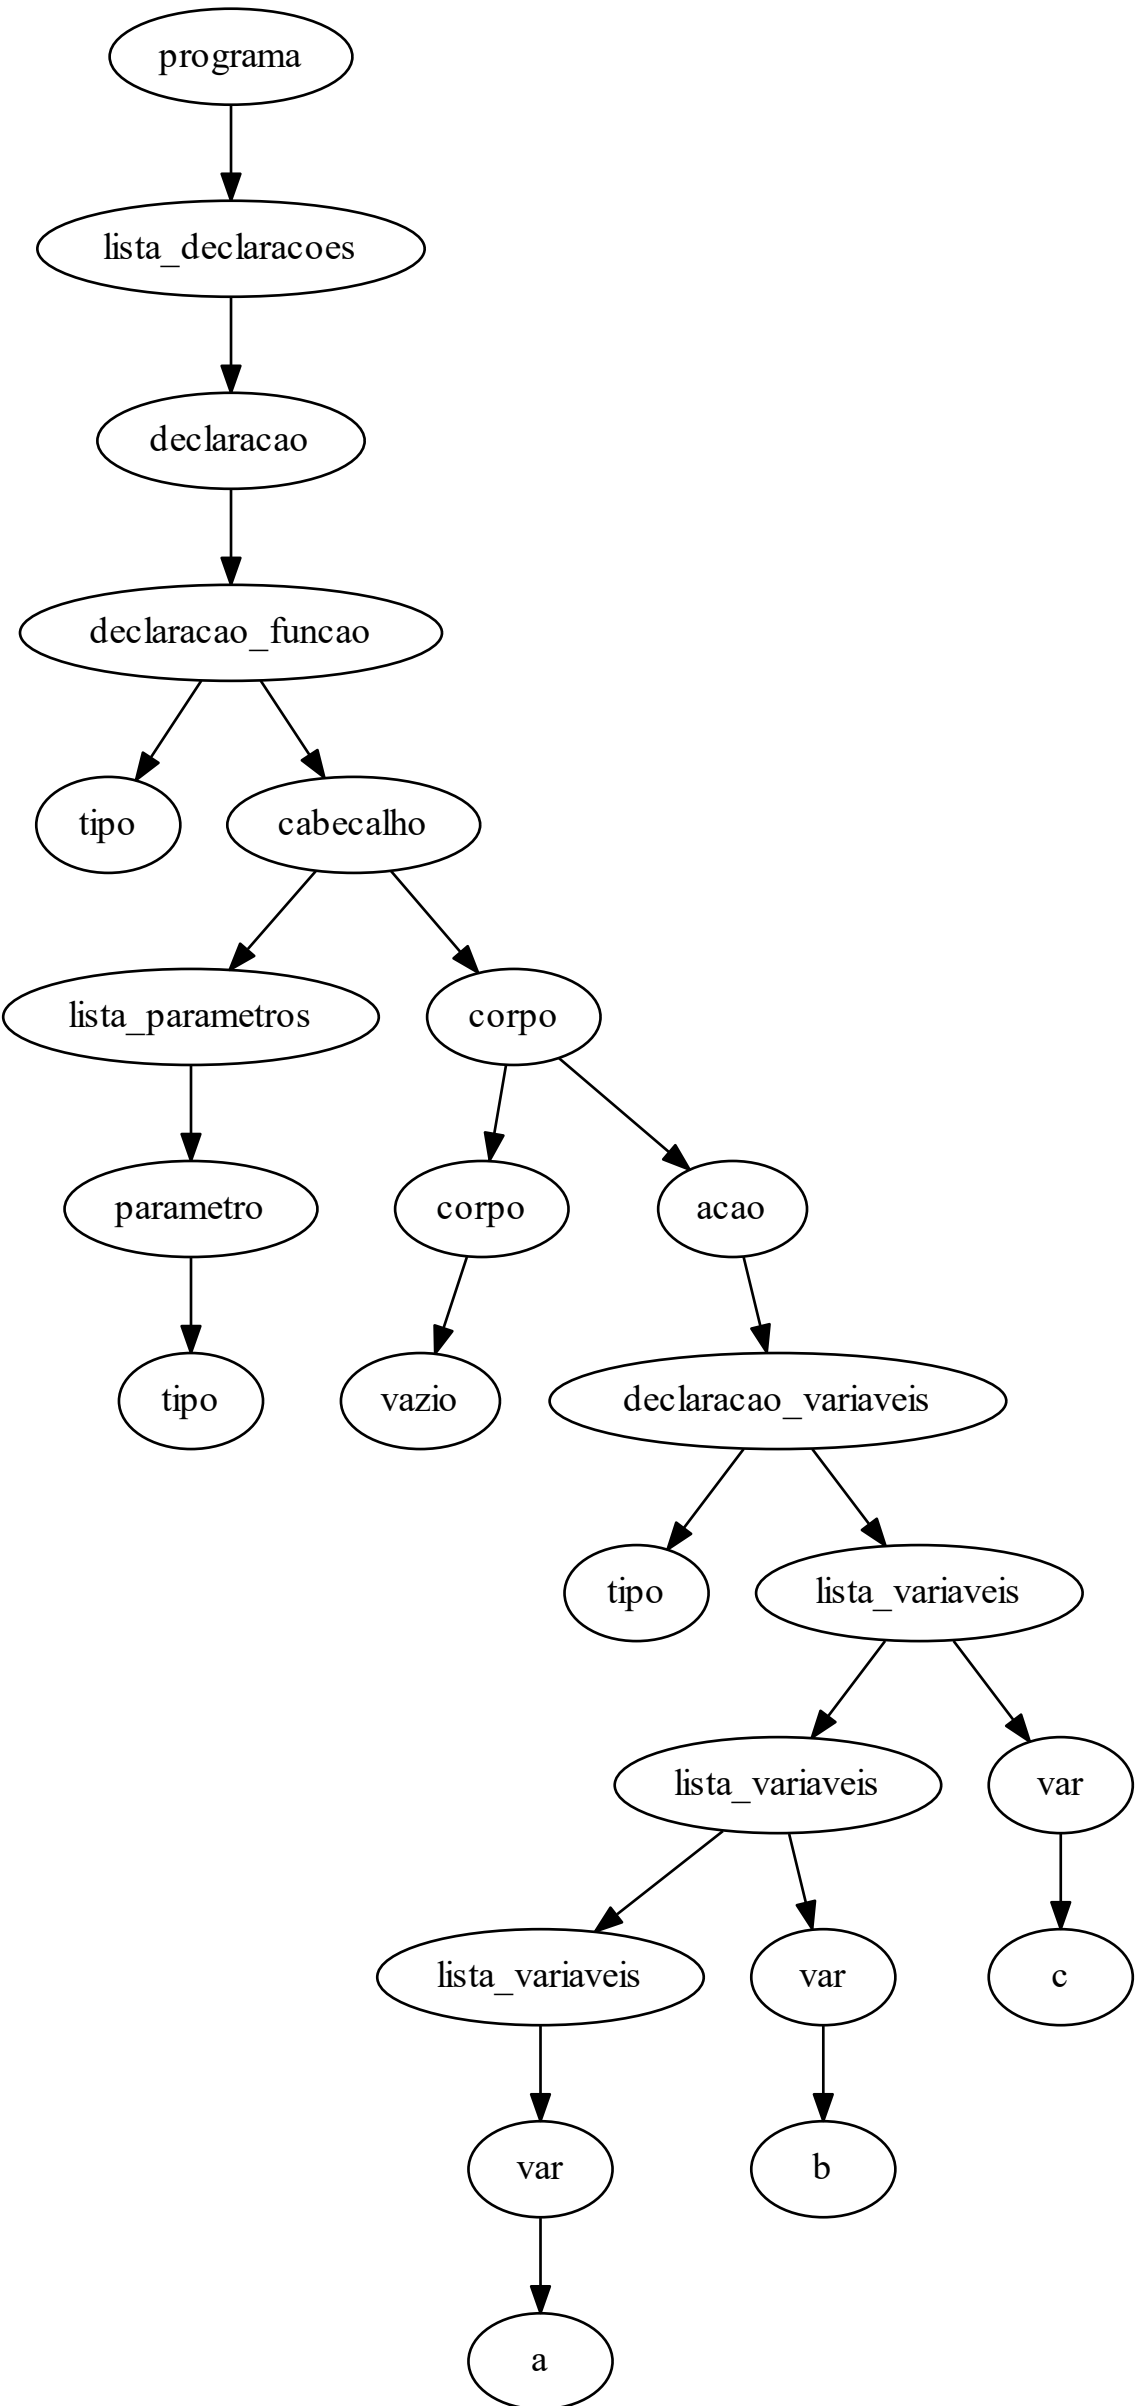 programa
lista_declaracoes
declaracao
declaracao_funcao
tipo
cabecalho
lista_parametros
corpo
parametro
corpo
acao
tipo
vazio
declaracao_variaveis
tipo
lista_variaveis
lista_variaveis
var
lista_variaveis
var
c
var
b
a